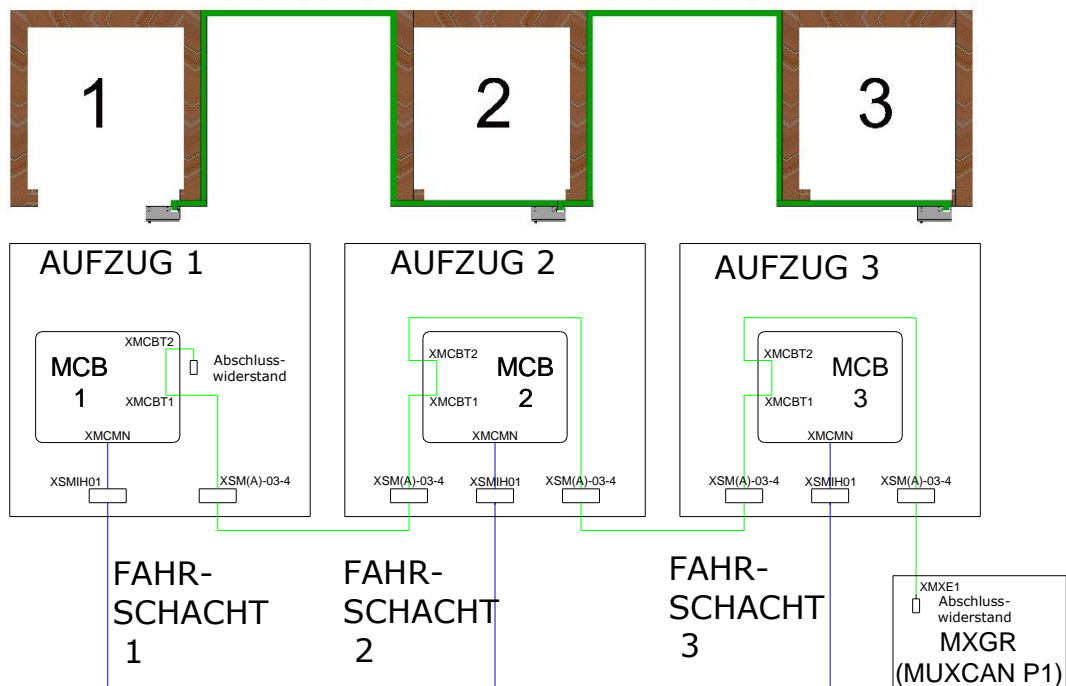 1
2
3
AUFZUG 1
XMCBT2
MCB
1
Abschluss-
widerstand
XMCBT1
XMCMN
XSMIH01
XSM(A)-03-4
AUFZUG 2
XMCBT2
MCB
2
XMCBT1
XMCMN
XSM(A)-03-4
XSMIH01
XSM(A)-03-4
AUFZUG 3
XMCBT2
MCB
3
XMCBT1
XMCMN
XSM(A)-03-4
XSMIH01
XSM(A)-03-4
FAHR-
SCHACHT
1
FAHR-
SCHACHT
2
FAHR-
SCHACHT
3
XMXE1
Abschluss-
widerstand
MXGR
(MUXCAN P1)